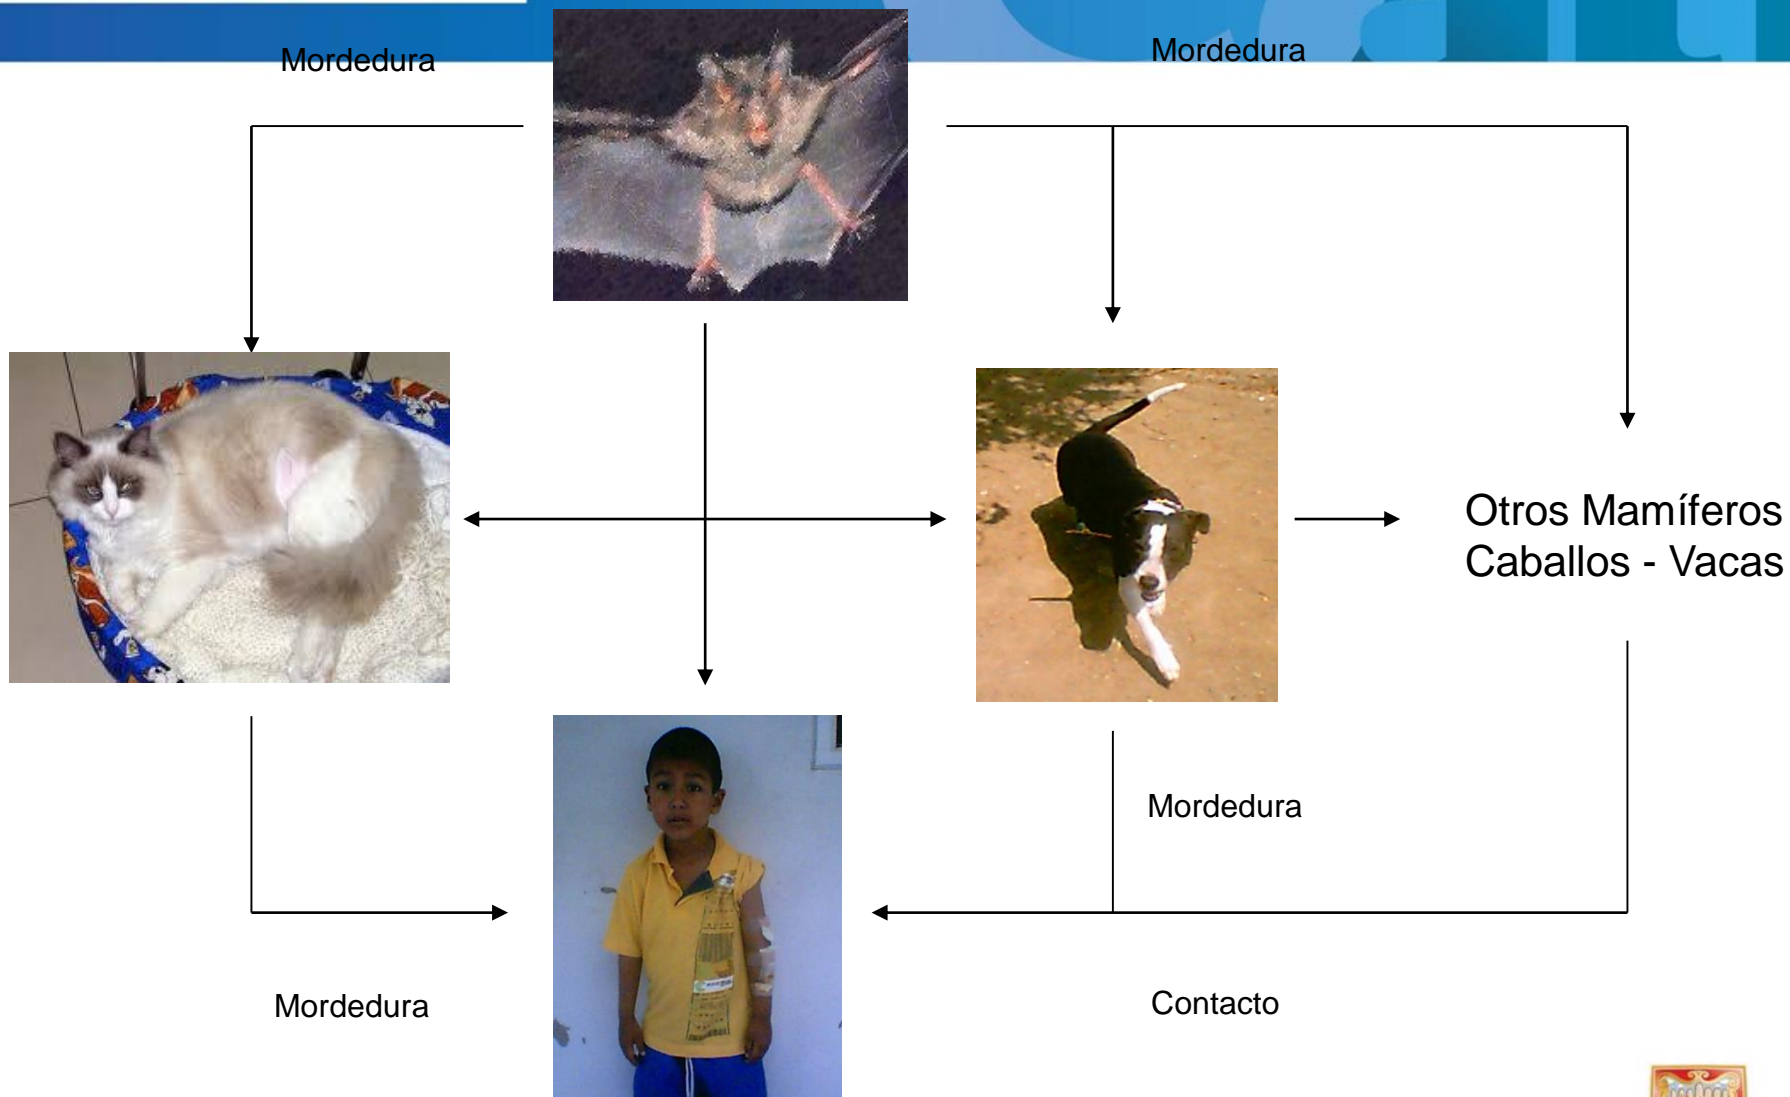 Mordedura
Mordedura
Otros Mamíferos
Caballos - Vacas
Mordedura
Mordedura
Contacto